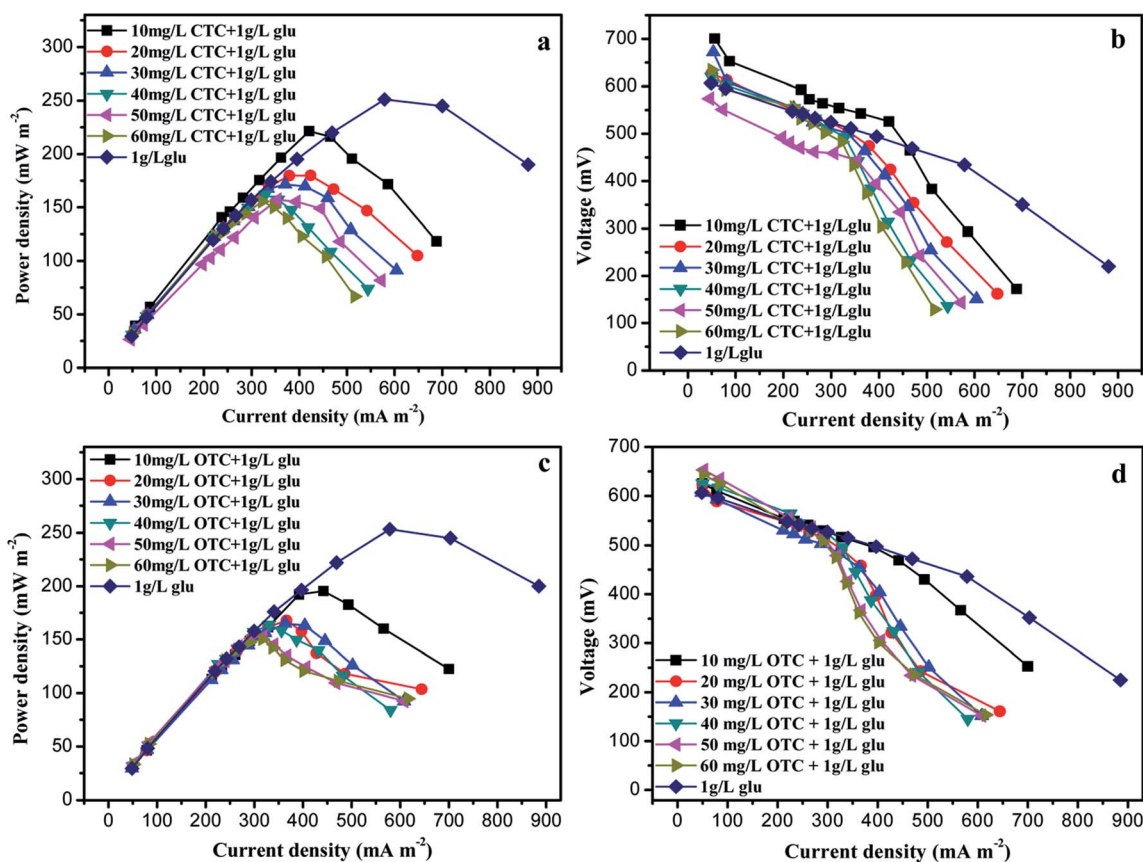 a
300
250
200
150
100
50
0
Power density (mW m⁻²)
10mg/L CTC+1g/L glu
20mg/L CTC+1g/L glu
30mg/L CTC+1g/L glu
40mg/L CTC+1g/L glu
50mg/L CTC+1g/L glu
60mg/L CTC+1g/L glu
1g/Lglu
0 100 200 300 400 500 600 700 800 900
Current density (mA m⁻²)
b
700
600
500
400
300
200
100
0
Voltage (mV)
10mg/L CTC+1g/Lglu
20mg/L CTC+1g/Lglu
30mg/L CTC+1g/Lglu
40mg/L CTC+1g/Lglu
50mg/L CTC+1g/Lglu
60mg/L CTC+1g/Lglu
1g/Lglu
0 100 200 300 400 500 600 700 800 900
Current density (mA m⁻²)
c
300
250
200
150
100
50
0
Power density (mW m⁻²)
10mg/L OTC+1g/L glu
20mg/L OTC+1g/L glu
30mg/L OTC+1g/L glu
40mg/L OTC+1g/L glu
50mg/L OTC+1g/L glu
60mg/L OTC+1g/L glu
1g/L glu
0 100 200 300 400 500 600 700 800 900
Current density (mA m⁻²)
d
700
600
500
400
300
200
100
0
Voltage (mV)
10 mg/L OTC + 1g/L glu
20 mg/L OTC + 1g/L glu
30 mg/L OTC + 1g/L glu
40 mg/L OTC + 1g/L glu
50 mg/L OTC + 1g/L glu
60 mg/L OTC + 1g/L glu
1g/L glu
0 100 200 300 400 500 600 700 800 900
Current density (mA m⁻²)